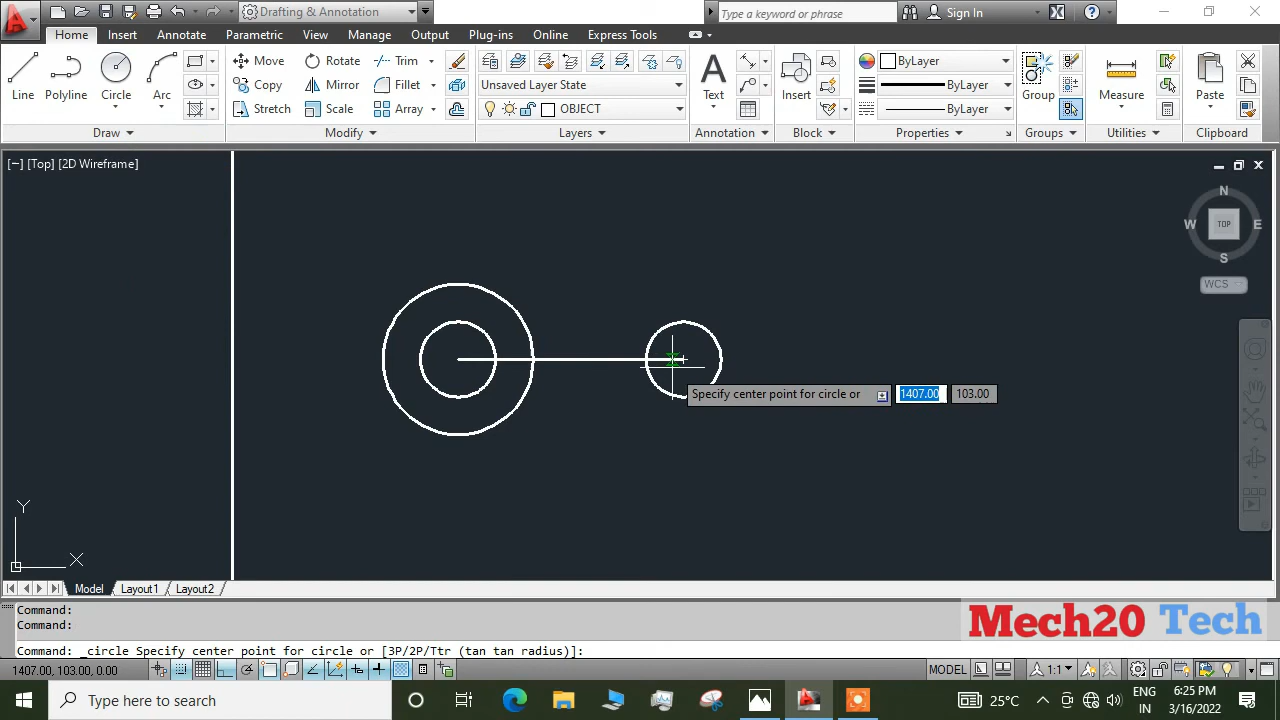 Drafting & Annotation
Type a keyword or phrase
Sign In
Home Insert Annotate Parametric View Manage Output Plug-ins Online Express Tools
Line Polyline Circle Arc
Move Rotate Trim
Copy Mirror Fillet
Stretch Scale Array
Unsaved Layer State
OBJECT
Text
Insert
ByLayer
ByLayer
ByLayer
Group
Measure
Paste
Draw Modify Layers Annotation Block Properties Groups Utilities Clipboard
[−] [Top] [2D Wireframe]
N
W TOP E
S
WCS
Specify center point for circle or 1407.00 103.00
Y
X
Model Layout1 Layout2
Command:
Command:
Command: _circle Specify center point for circle or [3P/2P/Ttr (tan tan radius)]:
Mech20 Tech
1407.00, 103.00, 0.00
MODEL
1:1
Type here to search
25°C
ENG
IN
6:25 PM
3/16/2022